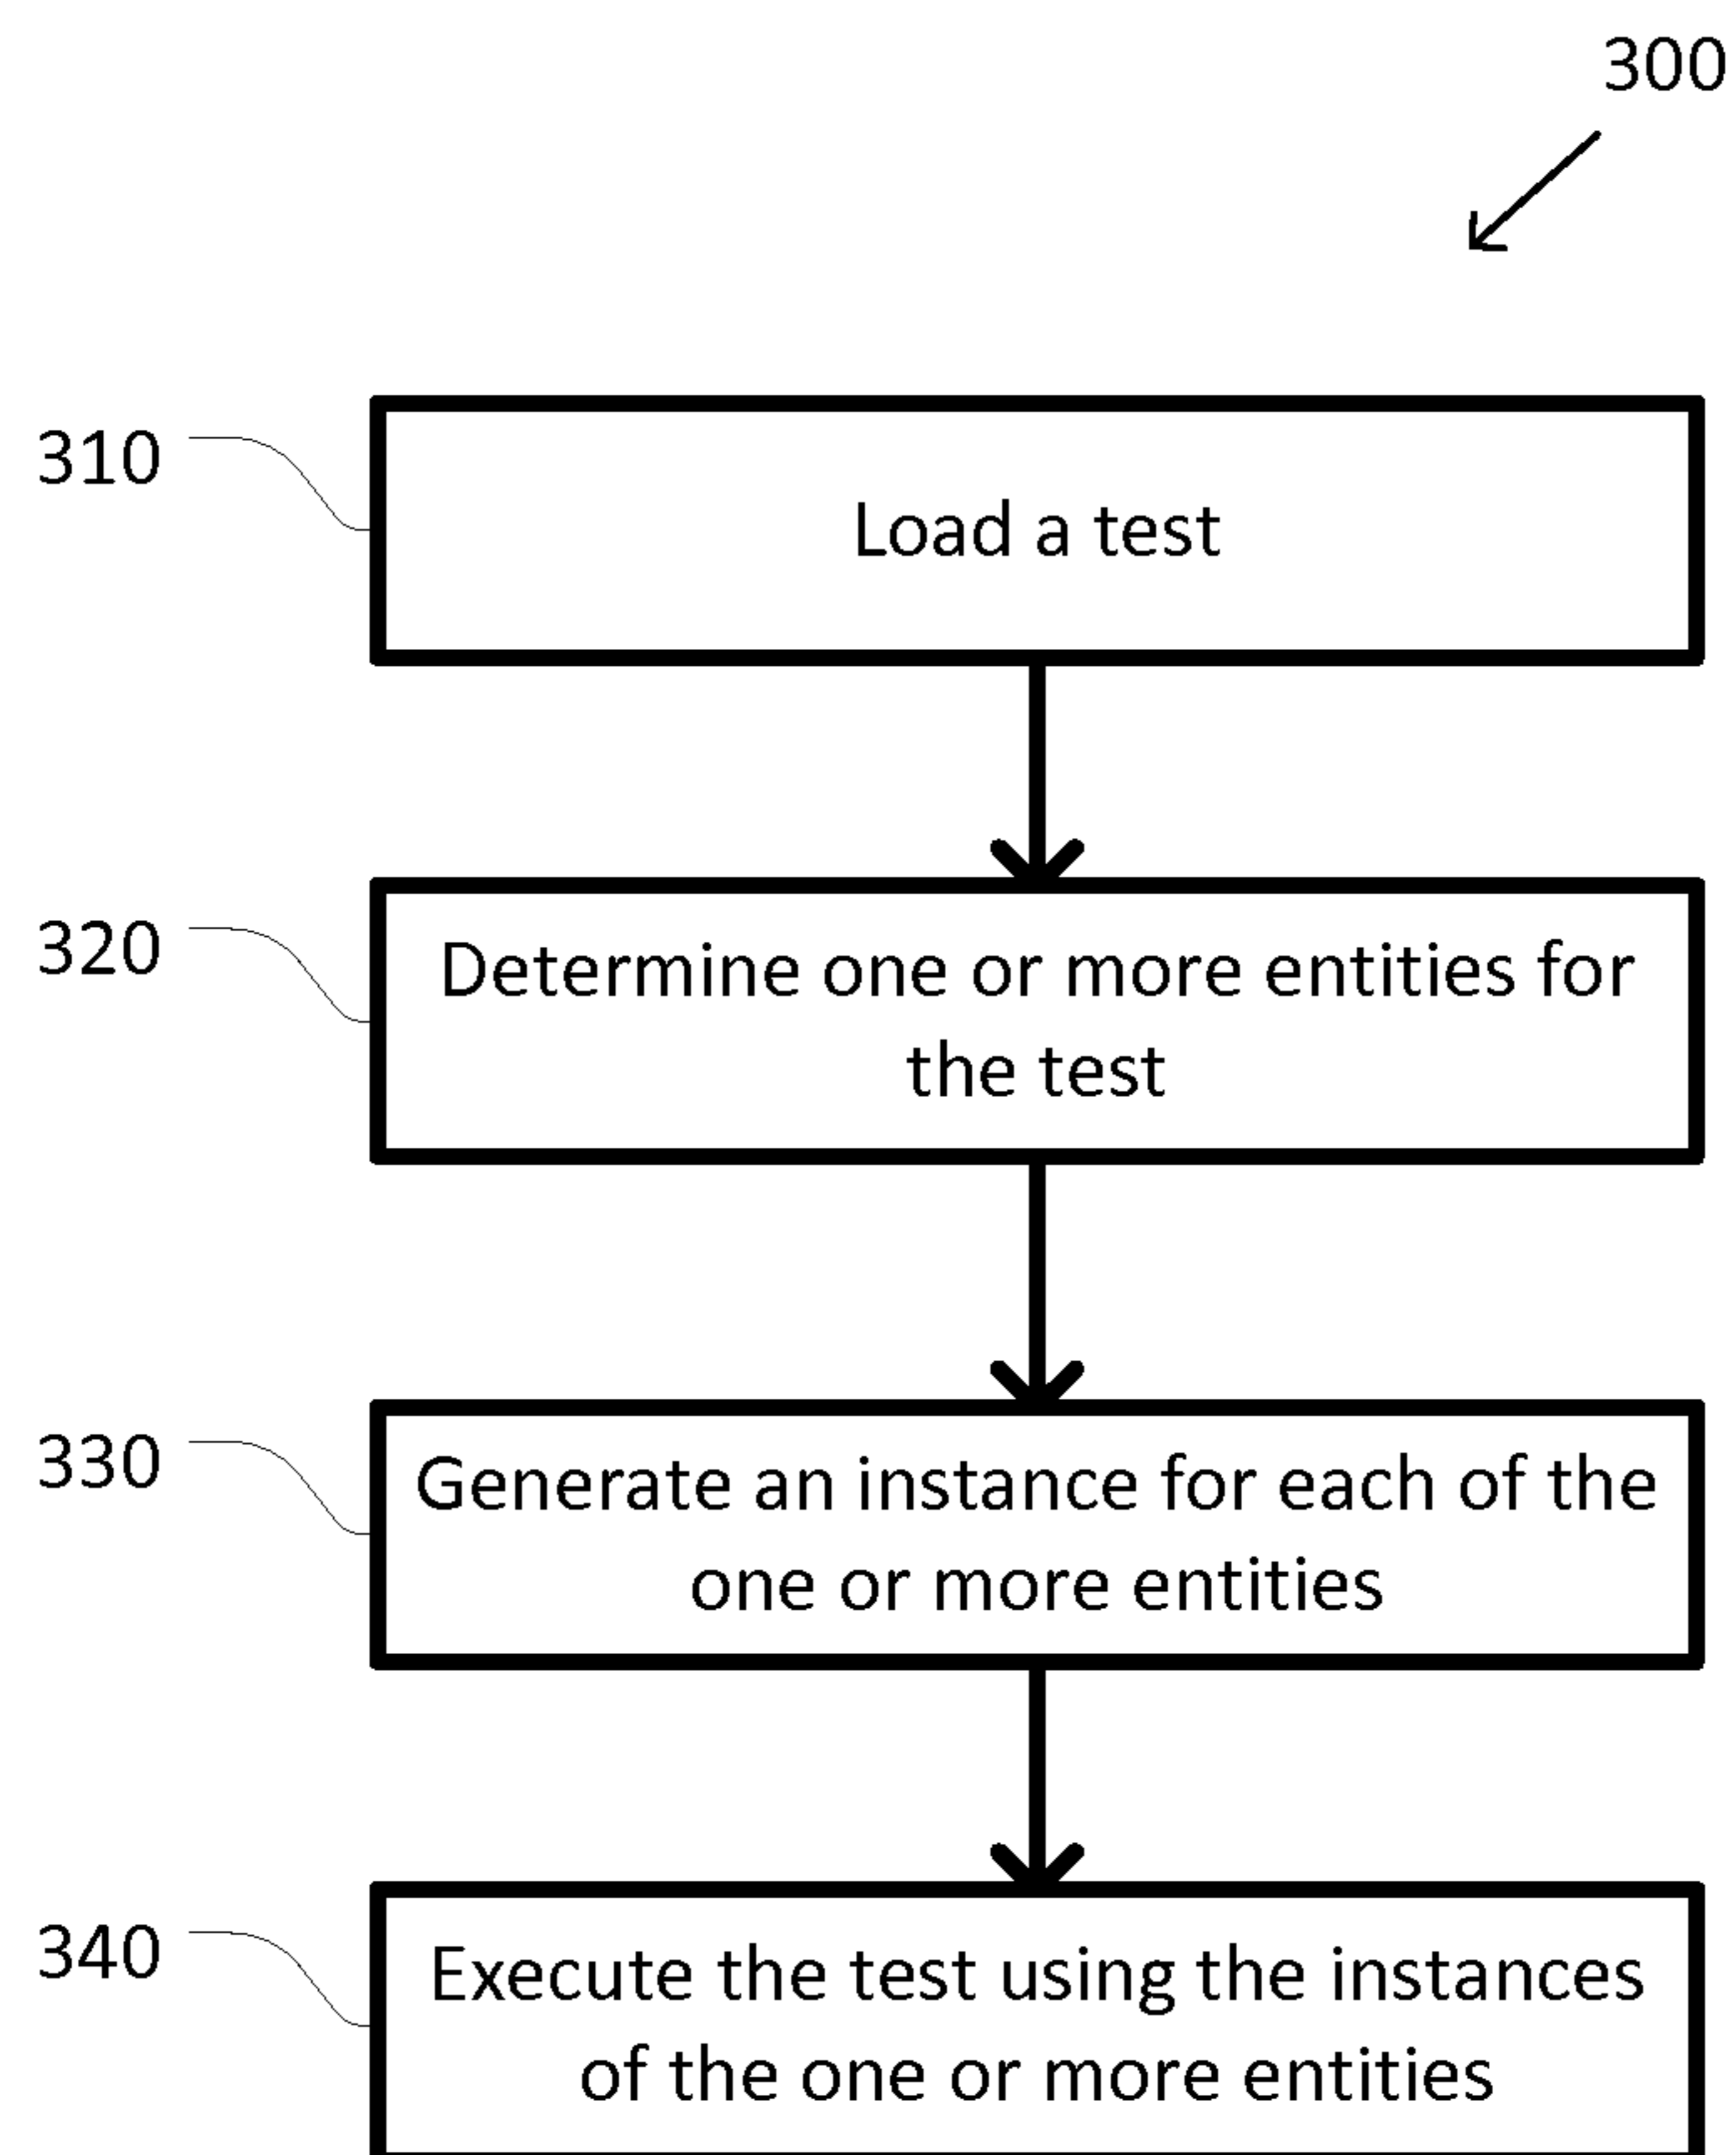 300
310
Load a test
320
Determine one or more entities for
the test
330
Generate an instance for each of the
one or more entities
340
Execute the test using the instances
of the one or more entities